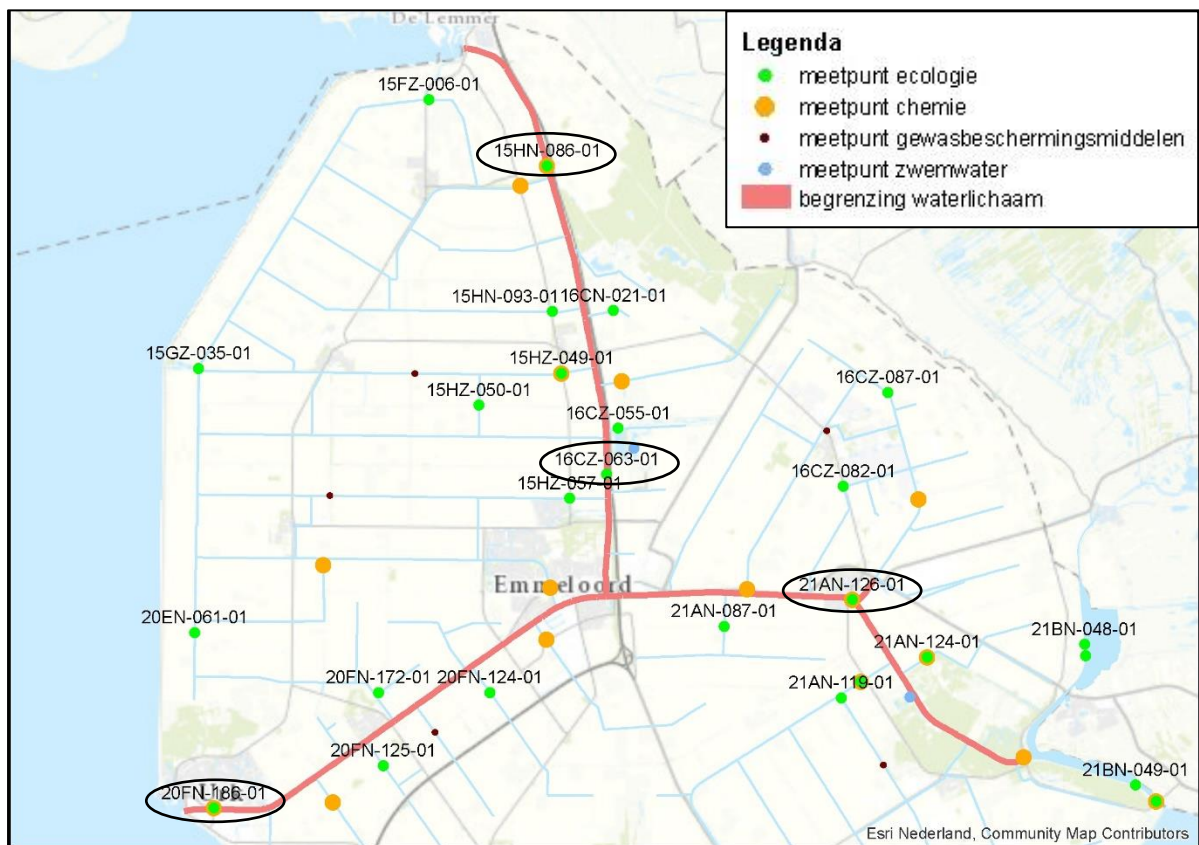 De Lemmer
Legenda
meetpunt ecologie
meetpunt chemie
meetpunt gewasbeschermingsmiddelen
meetpunt zwemwater
begrenzing waterlichaam
15FZ-006-01
15HN-086-01
15HN-093-01
16CN-021-01
15GZ-035-01
15HZ-049-01
15HZ-050-01
16CZ-087-01
16CZ-055-01
16CZ-063-01
16CZ-082-01
15HZ-057-01
Emmeloord
21AN-126-01
20EN-061-01
21AN-087-01
21AN-124-01
21BN-048-01
20FN-172-01
20FN-124-01
21AN-119-01
20FN-125-01
21BN-049-01
20FN-186-01
Esri Nederland, Community Map Contributors